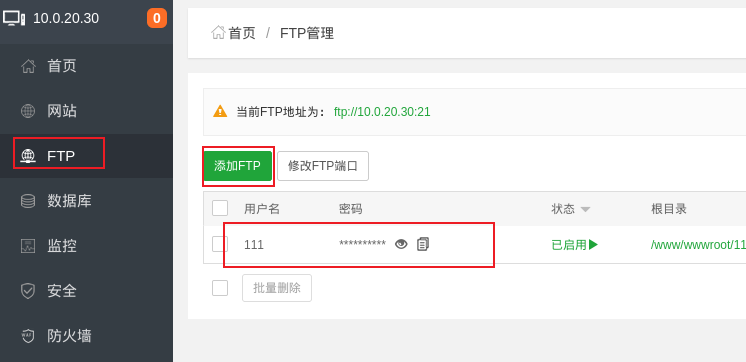 10.0.20.30 0
首页
网站
FTP
数据库
监控
安全
WAF 防火墙
首页 / FTP管理
当前FTP地址为： ftp://10.0.20.30:21
添加FTP 修改FTP端口
用户名 密码 状态 根目录
111 ********** 已启用 /www/wwwroot/11
批量删除